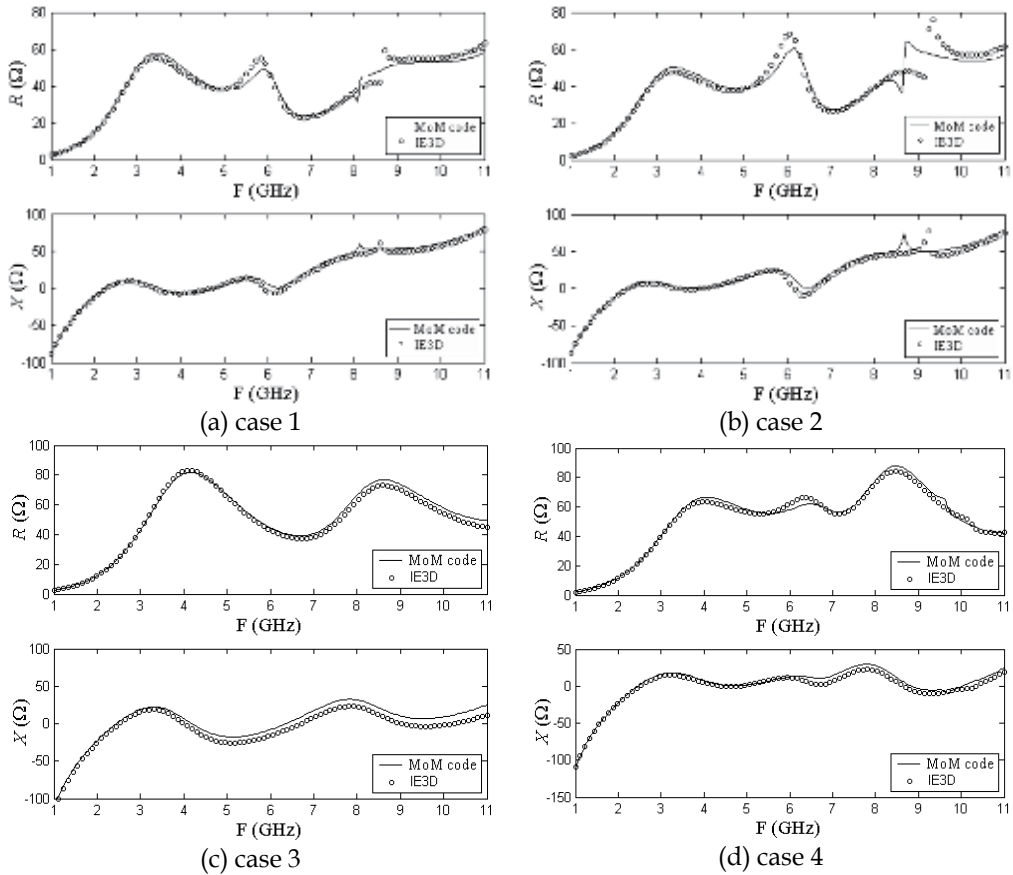 80
60
40
20
0
R (Ω)
1 2 3 4 5 6 7 8 9 10 11
F (GHz)
MoM code
IE3D
100
50
0
-50
-100
X (Ω)
1 2 3 4 5 6 7 8 9 10 11
F (GHz)
MoM code
IE3D
(a) case 1
80
60
40
20
0
R (Ω)
1 2 3 4 5 6 7 8 9 10 11
F (GHz)
MoM code
IE3D
100
50
0
-50
-100
X (Ω)
1 2 3 4 5 6 7 8 9 10 11
F (GHz)
MoM code
IE3D
(b) case 2
100
80
60
40
20
0
R (Ω)
1 2 3 4 5 6 7 8 9 10 11
F (GHz)
MoM code
IE3D
100
50
0
-50
-100
X (Ω)
1 2 3 4 5 6 7 8 9 10 11
F (GHz)
MoM code
IE3D
(c) case 3
100
80
60
40
20
0
R (Ω)
1 2 3 4 5 6 7 8 9 10 11
F (GHz)
MoM code
IE3D
50
0
-50
-100
-150
X (Ω)
1 2 3 4 5 6 7 8 9 10 11
F (GHz)
MoM code
IE3D
(d) case 4